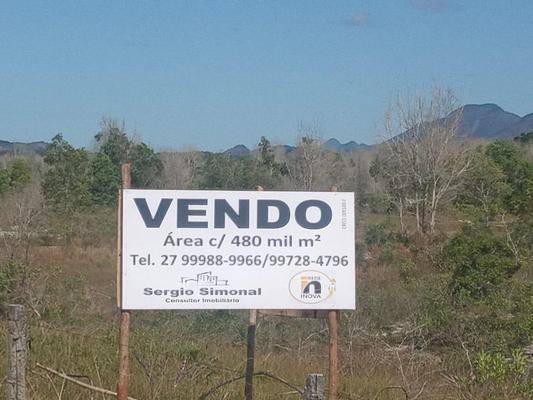 VENDO
Área c/ 480 mil m²
Tel. 27 99988-9966/99728-4796
Sergio Simonal
Consultor Imobiliário
INOVA